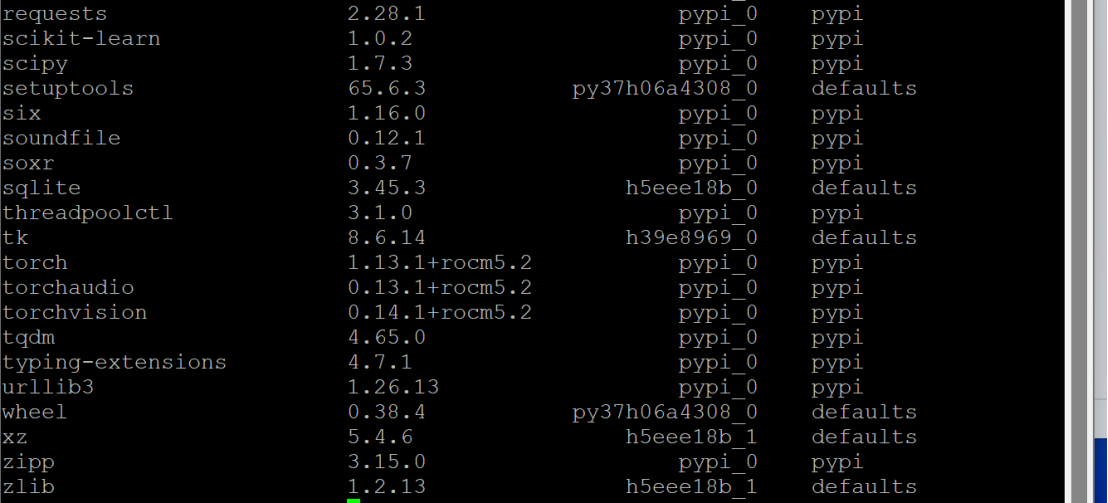 requests 2.28.1 pypi_0 pypi
scikit-learn 1.0.2 pypi_0 pypi
scipy 1.7.3 pypi_0 pypi
setuptools 65.6.3 py37h06a4308_0 defaults
six 1.16.0 pypi_0 pypi
soundfile 0.12.1 pypi_0 pypi
soxr 0.3.7 pypi_0 pypi
sqlite 3.45.3 h5eee18b_0 defaults
threadpoolctl 3.1.0 pypi_0 pypi
tk 8.6.14 h39e8969_0 defaults
torch 1.13.1+rocm5.2 pypi_0 pypi
torchaudio 0.13.1+rocm5.2 pypi_0 pypi
torchvision 0.14.1+rocm5.2 pypi_0 pypi
tqdm 4.65.0 pypi_0 pypi
typing-extensions 4.7.1 pypi_0 pypi
urllib3 1.26.13 pypi_0 pypi
wheel 0.38.4 py37h06a4308_0 defaults
xz 5.4.6 h5eee18b_1 defaults
zipp 3.15.0 pypi_0 pypi
zlib 1.2.13 h5eee18b_1 defaults